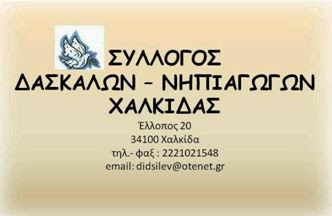 ΣΥΛΛΟΓΟΣ
ΔΑΣΚΑΛΩΝ - ΝΗΠΙΑΓΩΓΩΝ
ΧΑΛΚΙΔΑΣ
Έλλοπος 20
34100 Χαλκίδα
τηλ.- φαξ : 2221021548
email: didsilev@otenet.gr